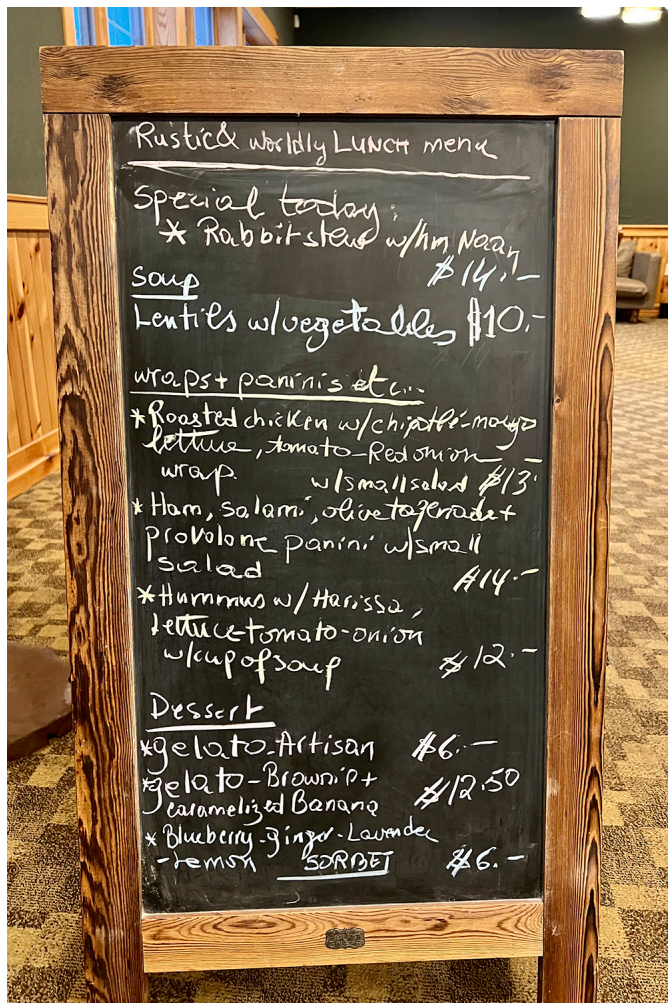 Rustic & worldly LUNCH menu
Special today:
* Rabbit stew w/hm Naan
$14.-
Soup
Lentils w/vegetables $10.-
wraps + paninis etc...
*Roasted chicken w/chipotlé-mayo
lettuce, tomato-Red onion
wrap w/small salad $13.-
*Ham, salami, olive tapenade +
provolone panini w/small
salad $14.-
*Hummus w/ Harissa,
lettuce-tomato-onion
w/cup of soup $12.-
Dessert
*gelato-Artisan $6.-
*gelato-Brownie +
caramelized Banana $12.50
* Blueberry-ginger-Lavender
-Lemon SORBET $6.-